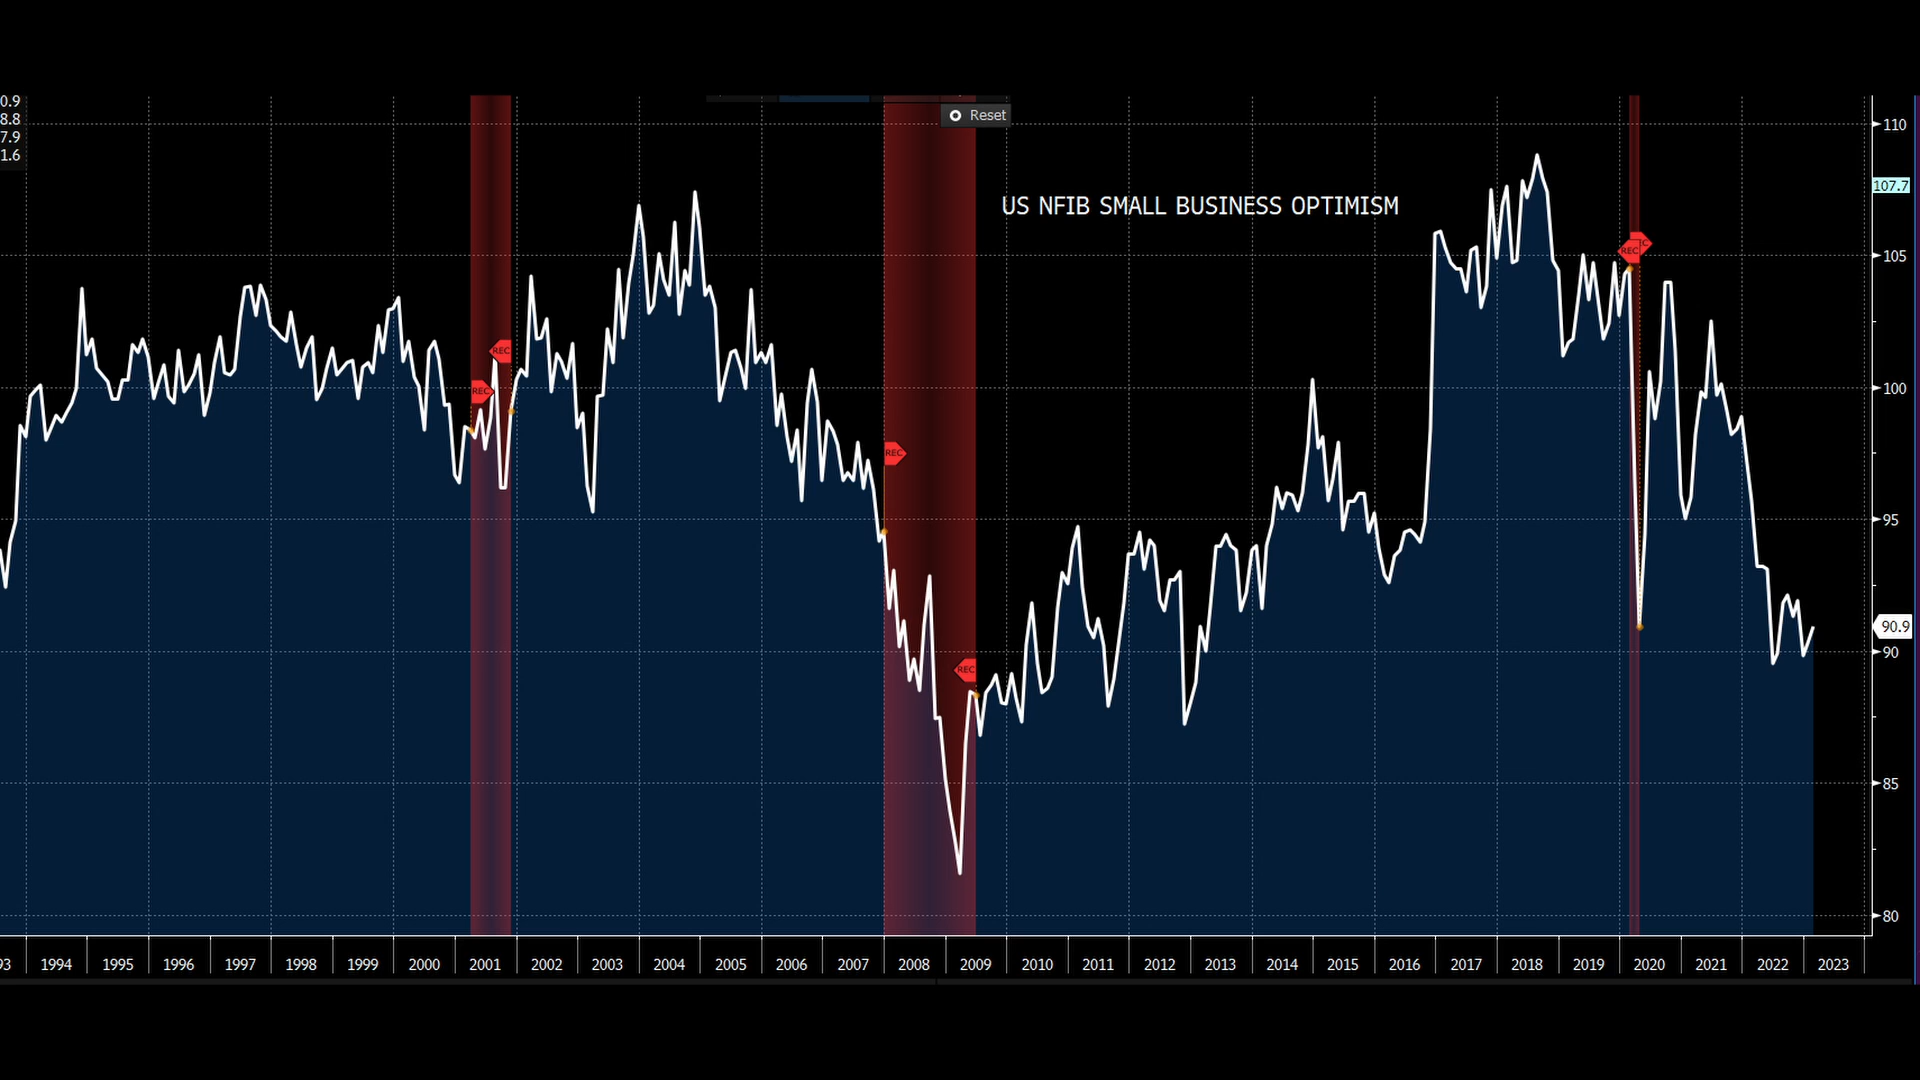 0.9
8.8
7.9
1.6
Reset
US NFIB SMALL BUSINESS OPTIMISM
110
107.7
105
100
95
90.9
90
85
80
REC
REC
REC
REC
REC
EC
93 1994 1995 1996 1997 1998 1999 2000 2001 2002 2003 2004 2005 2006 2007 2008 2009 2010 2011 2012 2013 2014 2015 2016 2017 2018 2019 2020 2021 2022 2023